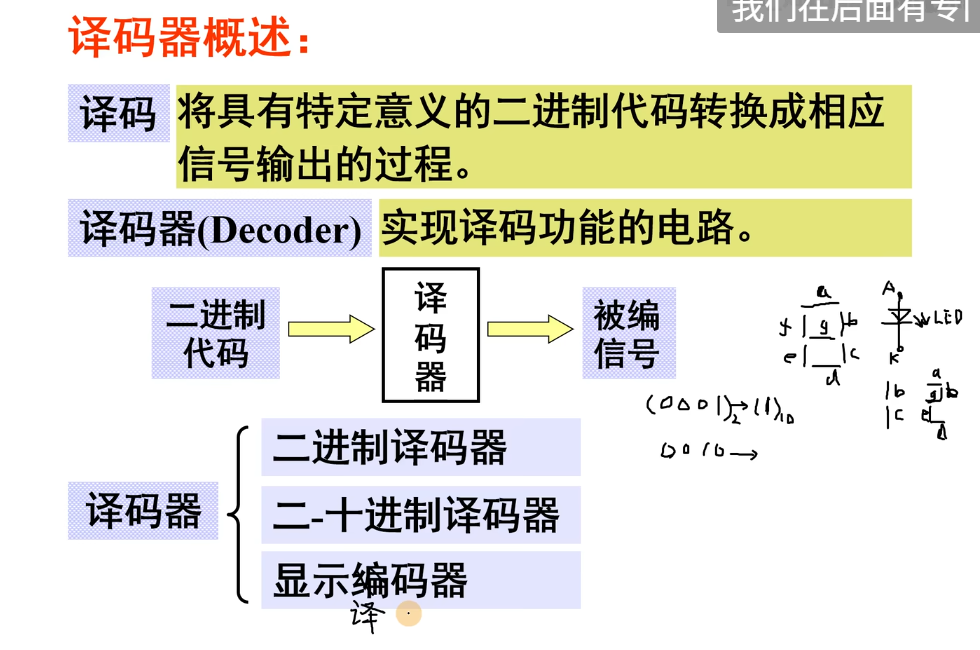 我们在后面有专门
译码器概述：
译码 将具有特定意义的二进制代码转换成相应
信号输出的过程。
译码器(Decoder) 实现译码功能的电路。
二进制
代码
译
码
器
被编
信号
a
f g b
e c
d
A
LED
K
b a
g b
c e
d
(0001)₂→(1)₁₀
0010→
译码器
二进制译码器
二-十进制译码器
显示编码器
译